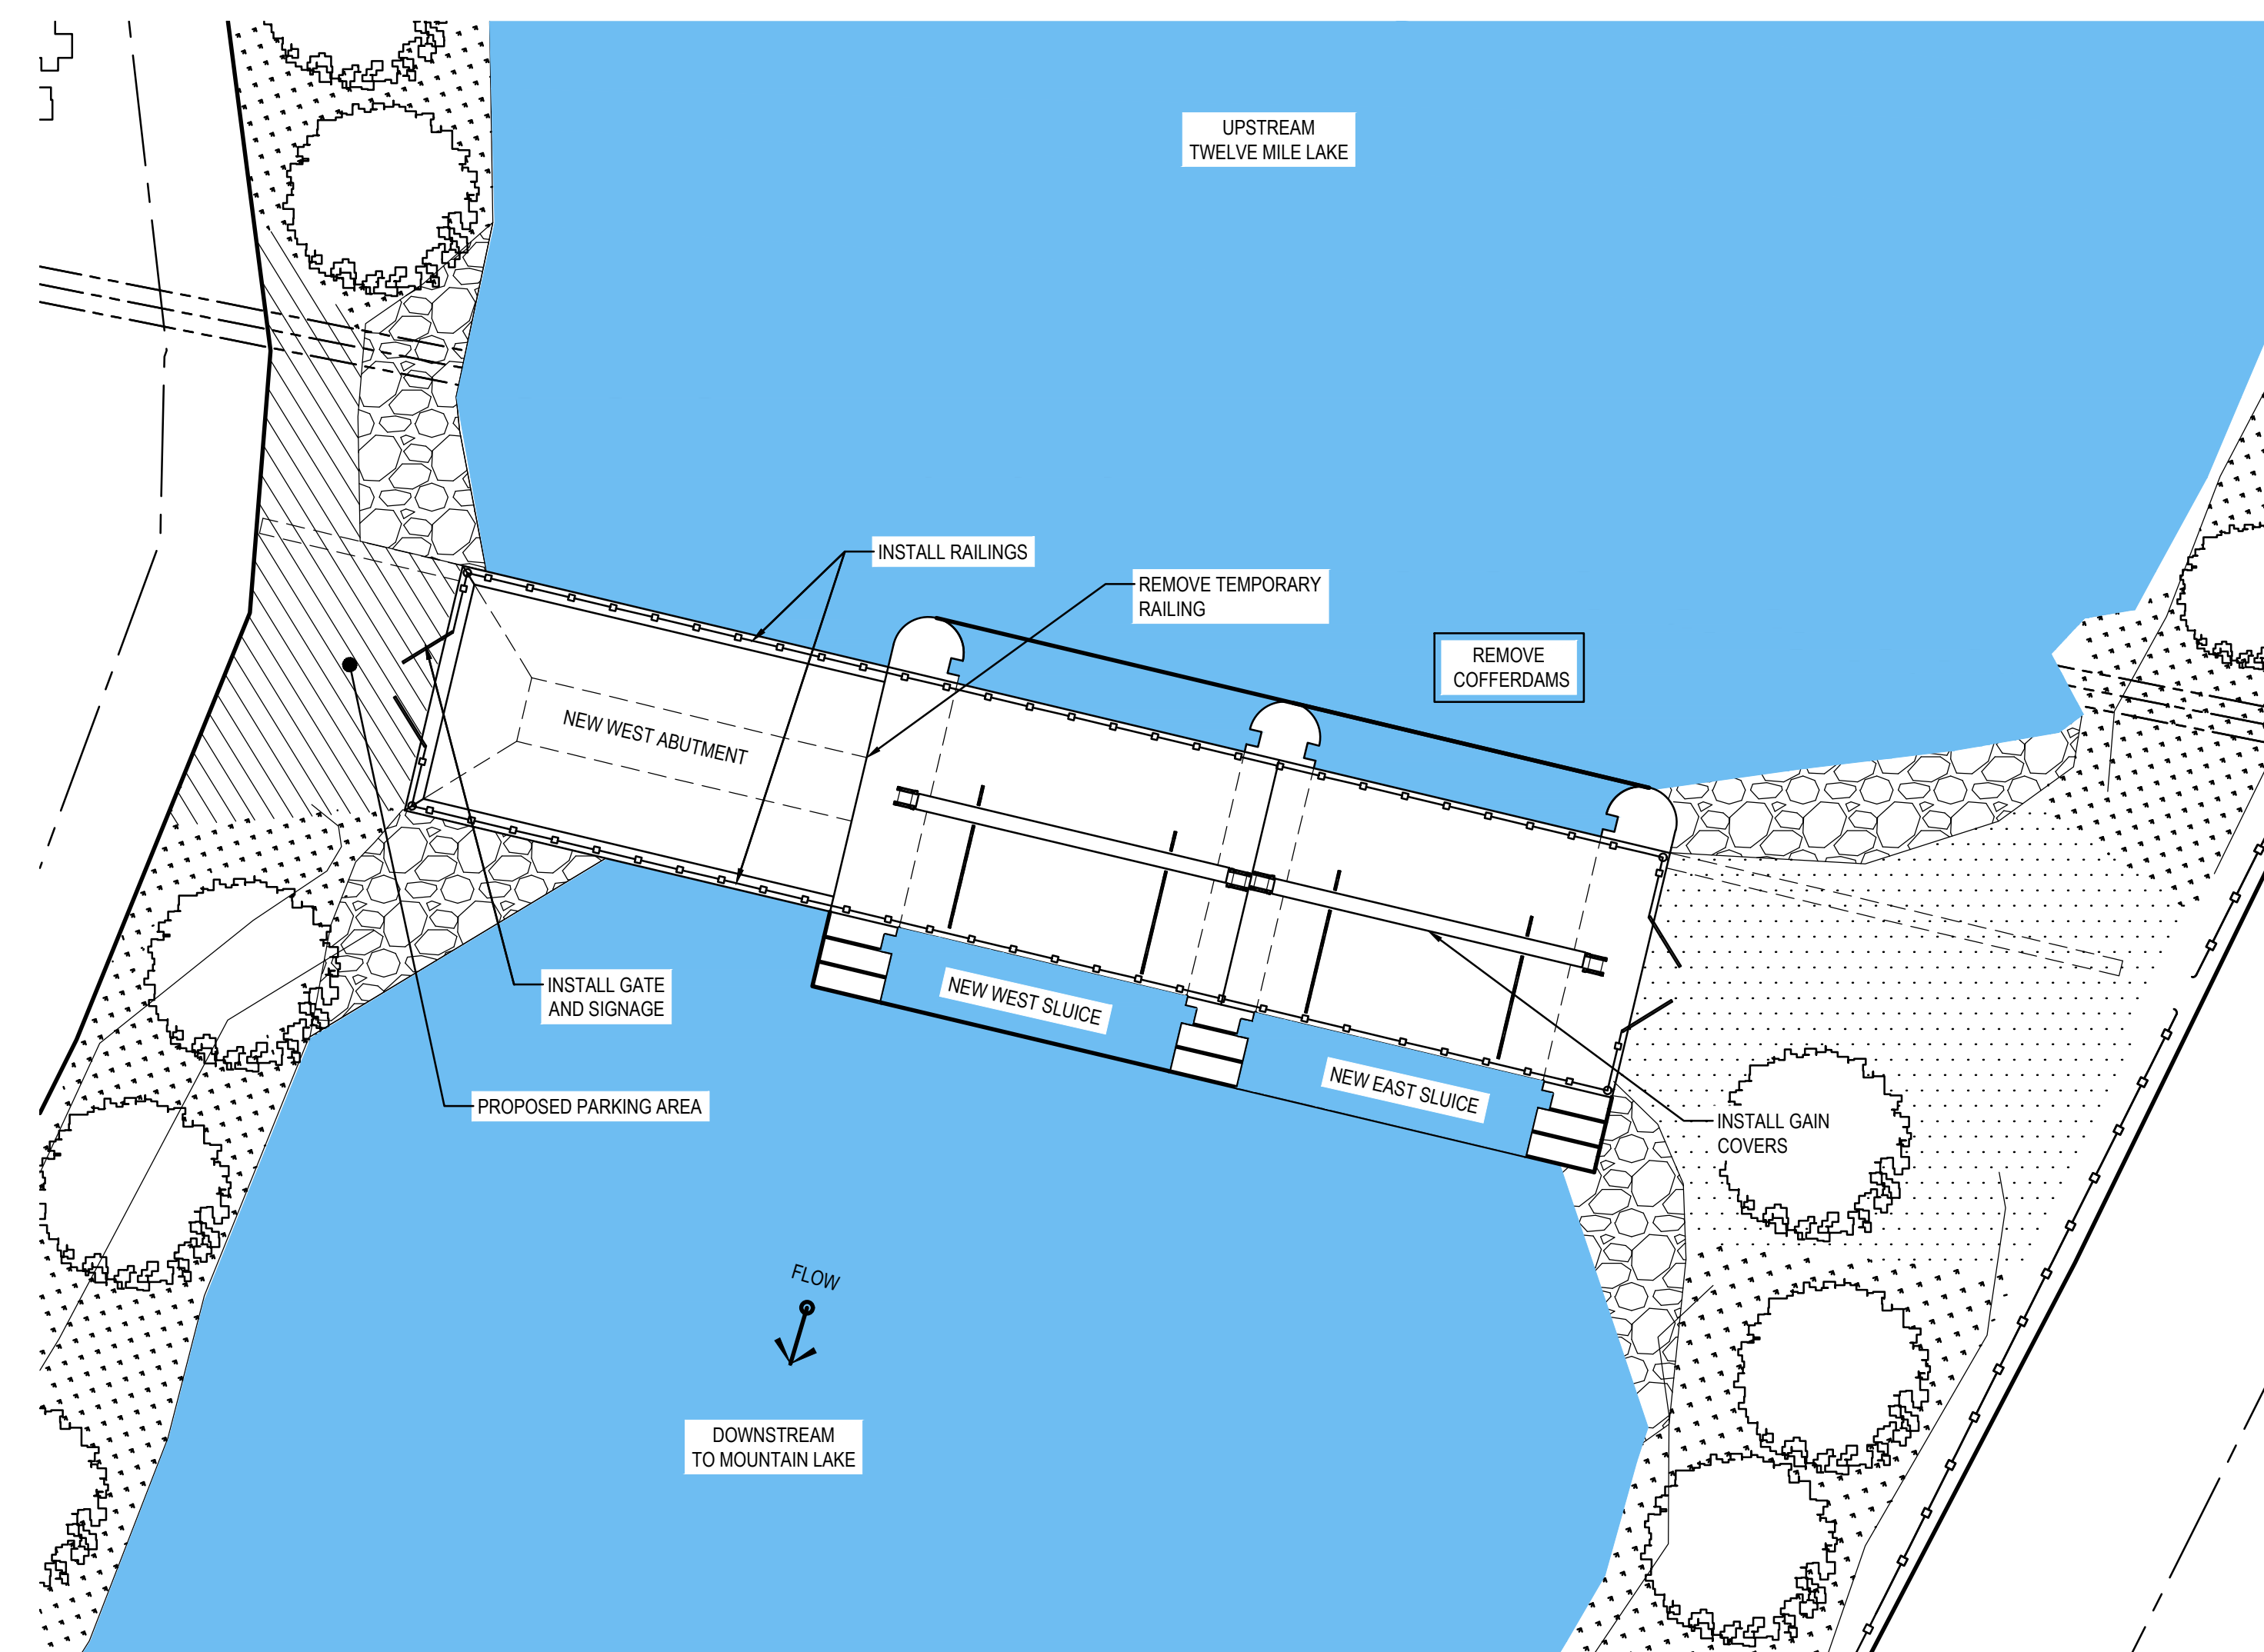 UPSTREAM
TWELVE MILE LAKE
INSTALL RAILINGS
REMOVE TEMPORARY
RAILING
REMOVE
COFFERDAMS
NEW WEST ABUTMENT
INSTALL GATE
AND SIGNAGE
NEW WEST SLUICE
NEW EAST SLUICE
PROPOSED PARKING AREA
INSTALL GAIN
COVERS
FLOW
DOWNSTREAM
TO MOUNTAIN LAKE